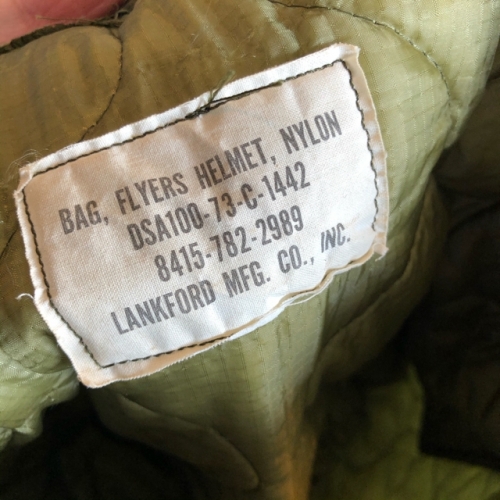 BAG, FLYERS HELMET, NYLON
DSA100-73-C-1442
8415-782-2989
LANKFORD MFG. CO., INC.